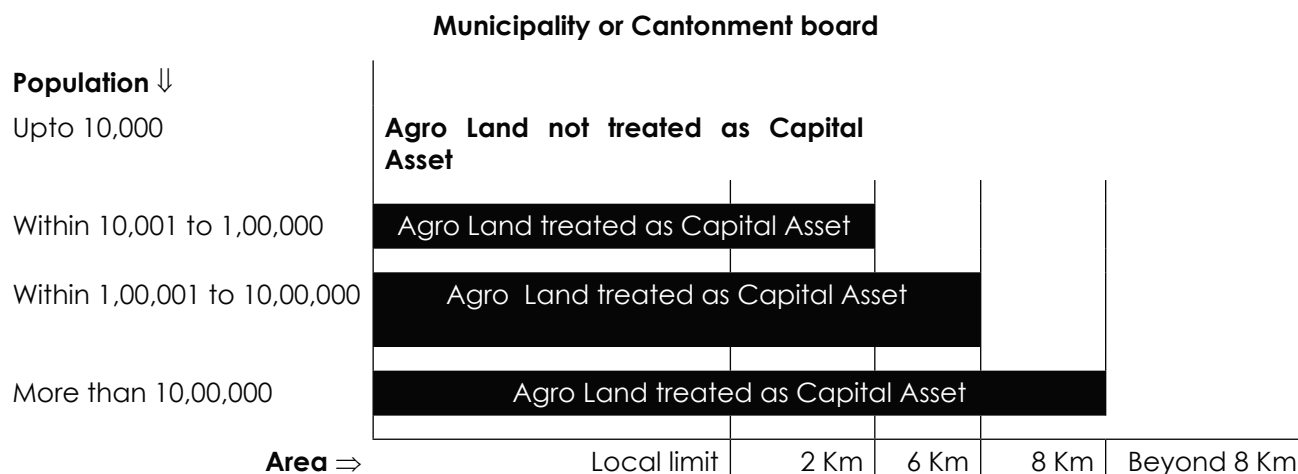 Municipality or Cantonment board
Population ⇓
Upto 10,000
Agro Land not treated as Capital
Asset
Within 10,001 to 1,00,000
Agro Land treated as Capital Asset
Within 1,00,001 to 10,00,000
Agro Land treated as Capital Asset
More than 10,00,000
Agro Land treated as Capital Asset
Area ⇒ Local limit 2 Km 6 Km 8 Km Beyond 8 Km